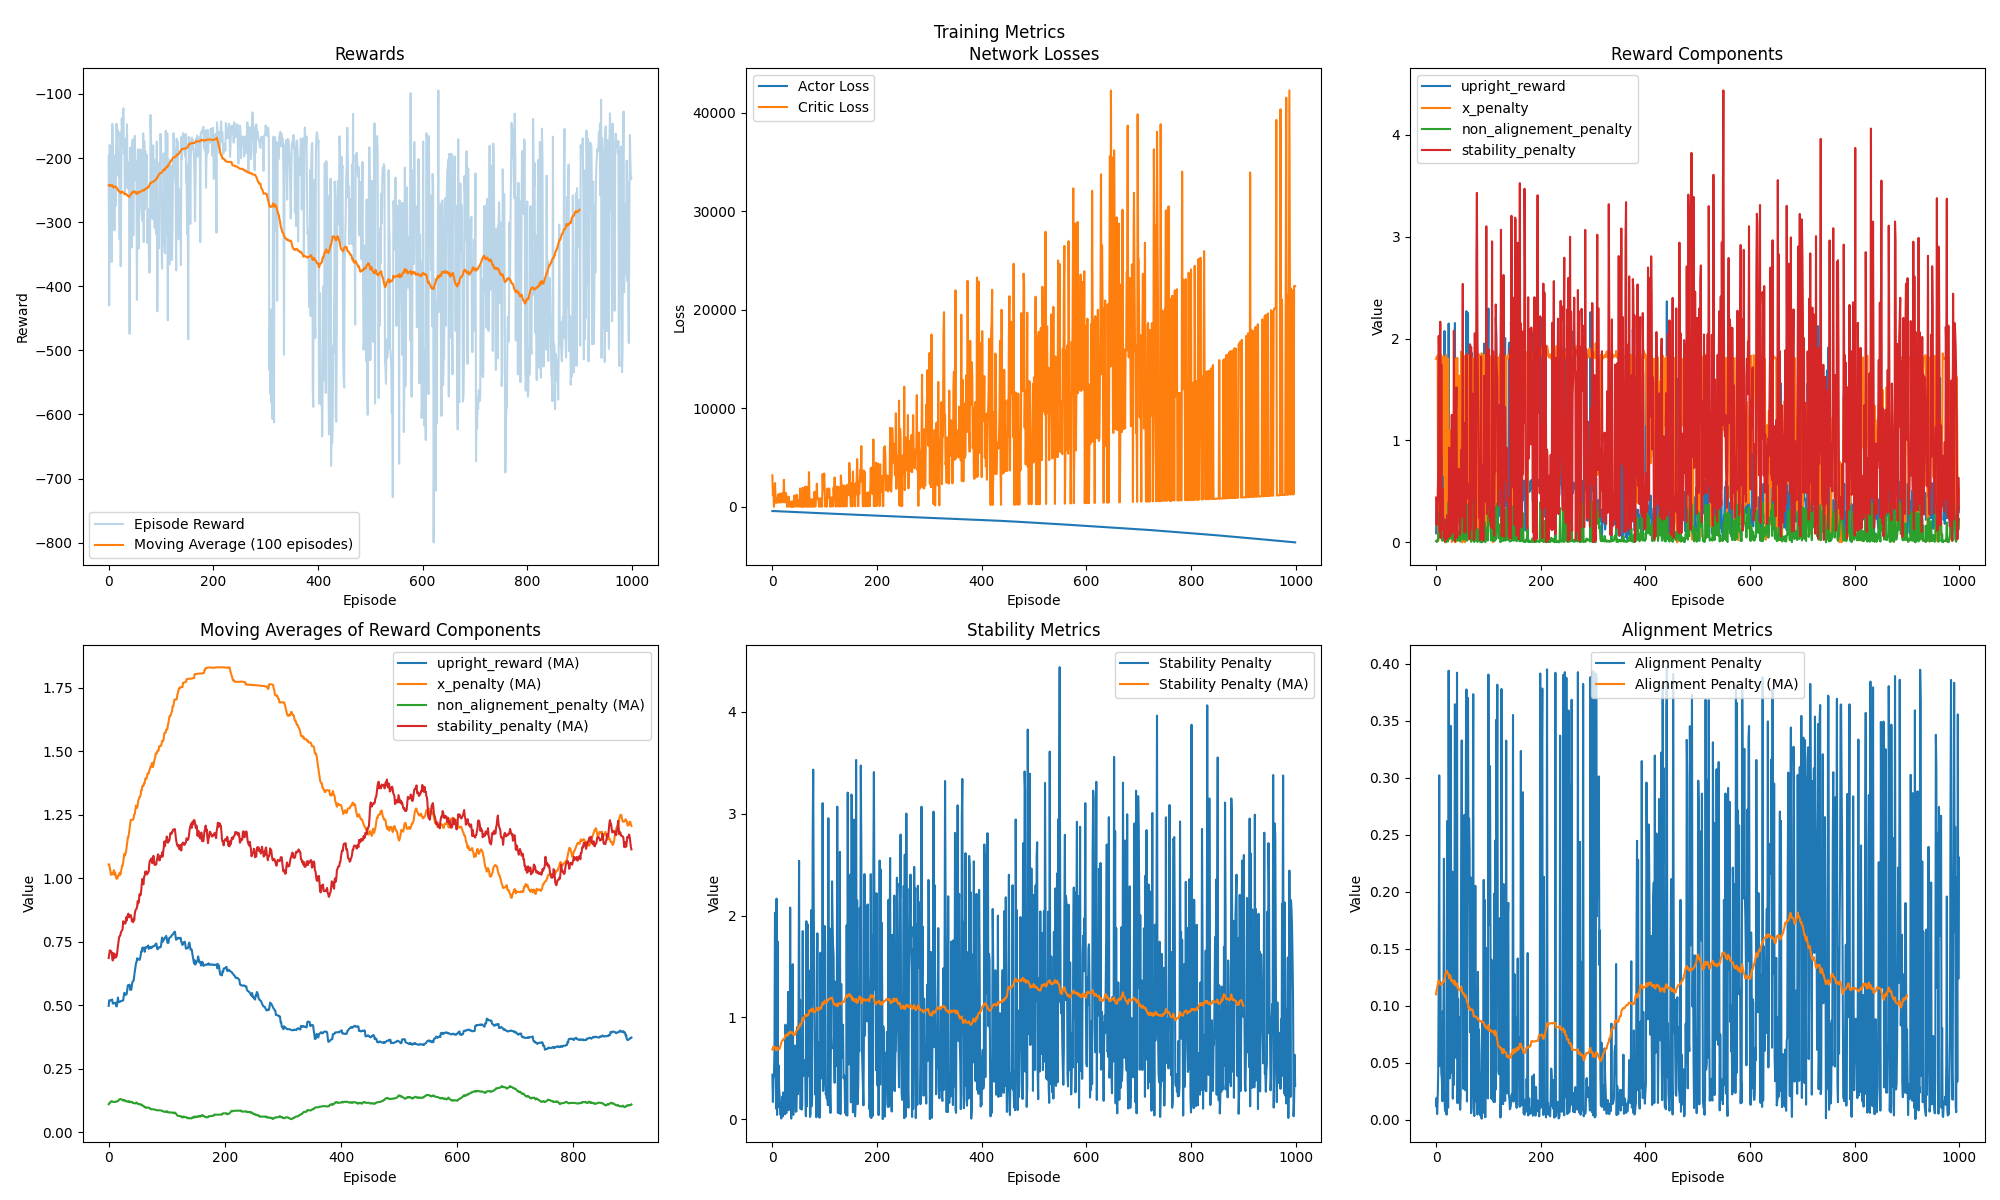 Training Metrics
Rewards
−100
−200
−300
−400
−500
−600
−700
−800
Reward
Episode Reward
Moving Average (100 episodes)
0 200 400 600 800 1000
Episode
Network Losses
Actor Loss
Critic Loss
40000
30000
20000
10000
0
Loss
0 200 400 600 800 1000
Episode
Reward Components
upright_reward
x_penalty
non_alignement_penalty
stability_penalty
4
3
2
1
0
Value
0 200 400 600 800 1000
Episode
Moving Averages of Reward Components
upright_reward (MA)
x_penalty (MA)
non_alignement_penalty (MA)
stability_penalty (MA)
1.75
1.50
1.25
1.00
0.75
0.50
0.25
0.00
Value
0 200 400 600 800
Episode
Stability Metrics
Stability Penalty
Stability Penalty (MA)
4
3
2
1
0
Value
0 200 400 600 800 1000
Episode
Alignment Metrics
Alignment Penalty
Alignment Penalty (MA)
0.40
0.35
0.30
0.25
0.20
0.15
0.10
0.05
0.00
Value
0 200 400 600 800 1000
Episode